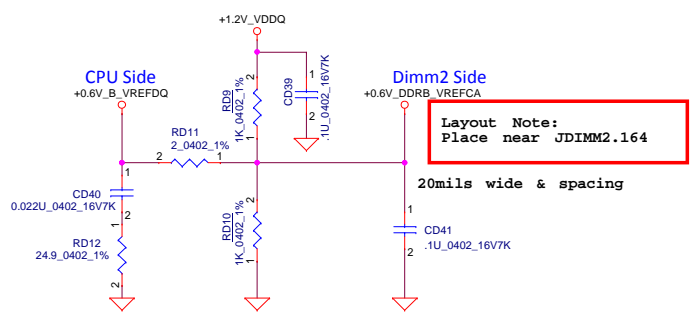 +1.2V_VDDQ
CPU Side
+0.6V_B_VREFDQ
Dimm2 Side
+0.6V_DDRB_VREFCA
2
RD9
1K_0402_1%
1
1
CD39
.1U_0402_16V7K
2
Layout Note:
Place near JDIMM2.164
RD11
2_0402_1%
2
1
20mils wide & spacing
1
CD40
0.022U_0402_16V7K
2
1
RD12
24.9_0402_1%
2
2
RD10
1K_0402_1%
1
1
CD41
.1U_0402_16V7K
2